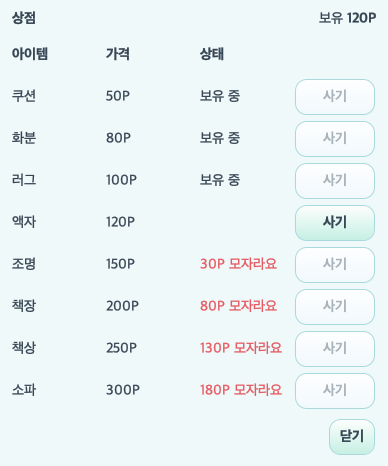 상점 보유 120P
아이템 가격 상태
쿠션 50P 보유 중 사기
화분 80P 보유 중 사기
러그 100P 보유 중 사기
액자 120P 사기
조명 150P 30P 모자라요 사기
책장 200P 80P 모자라요 사기
책상 250P 130P 모자라요 사기
소파 300P 180P 모자라요 사기
닫기